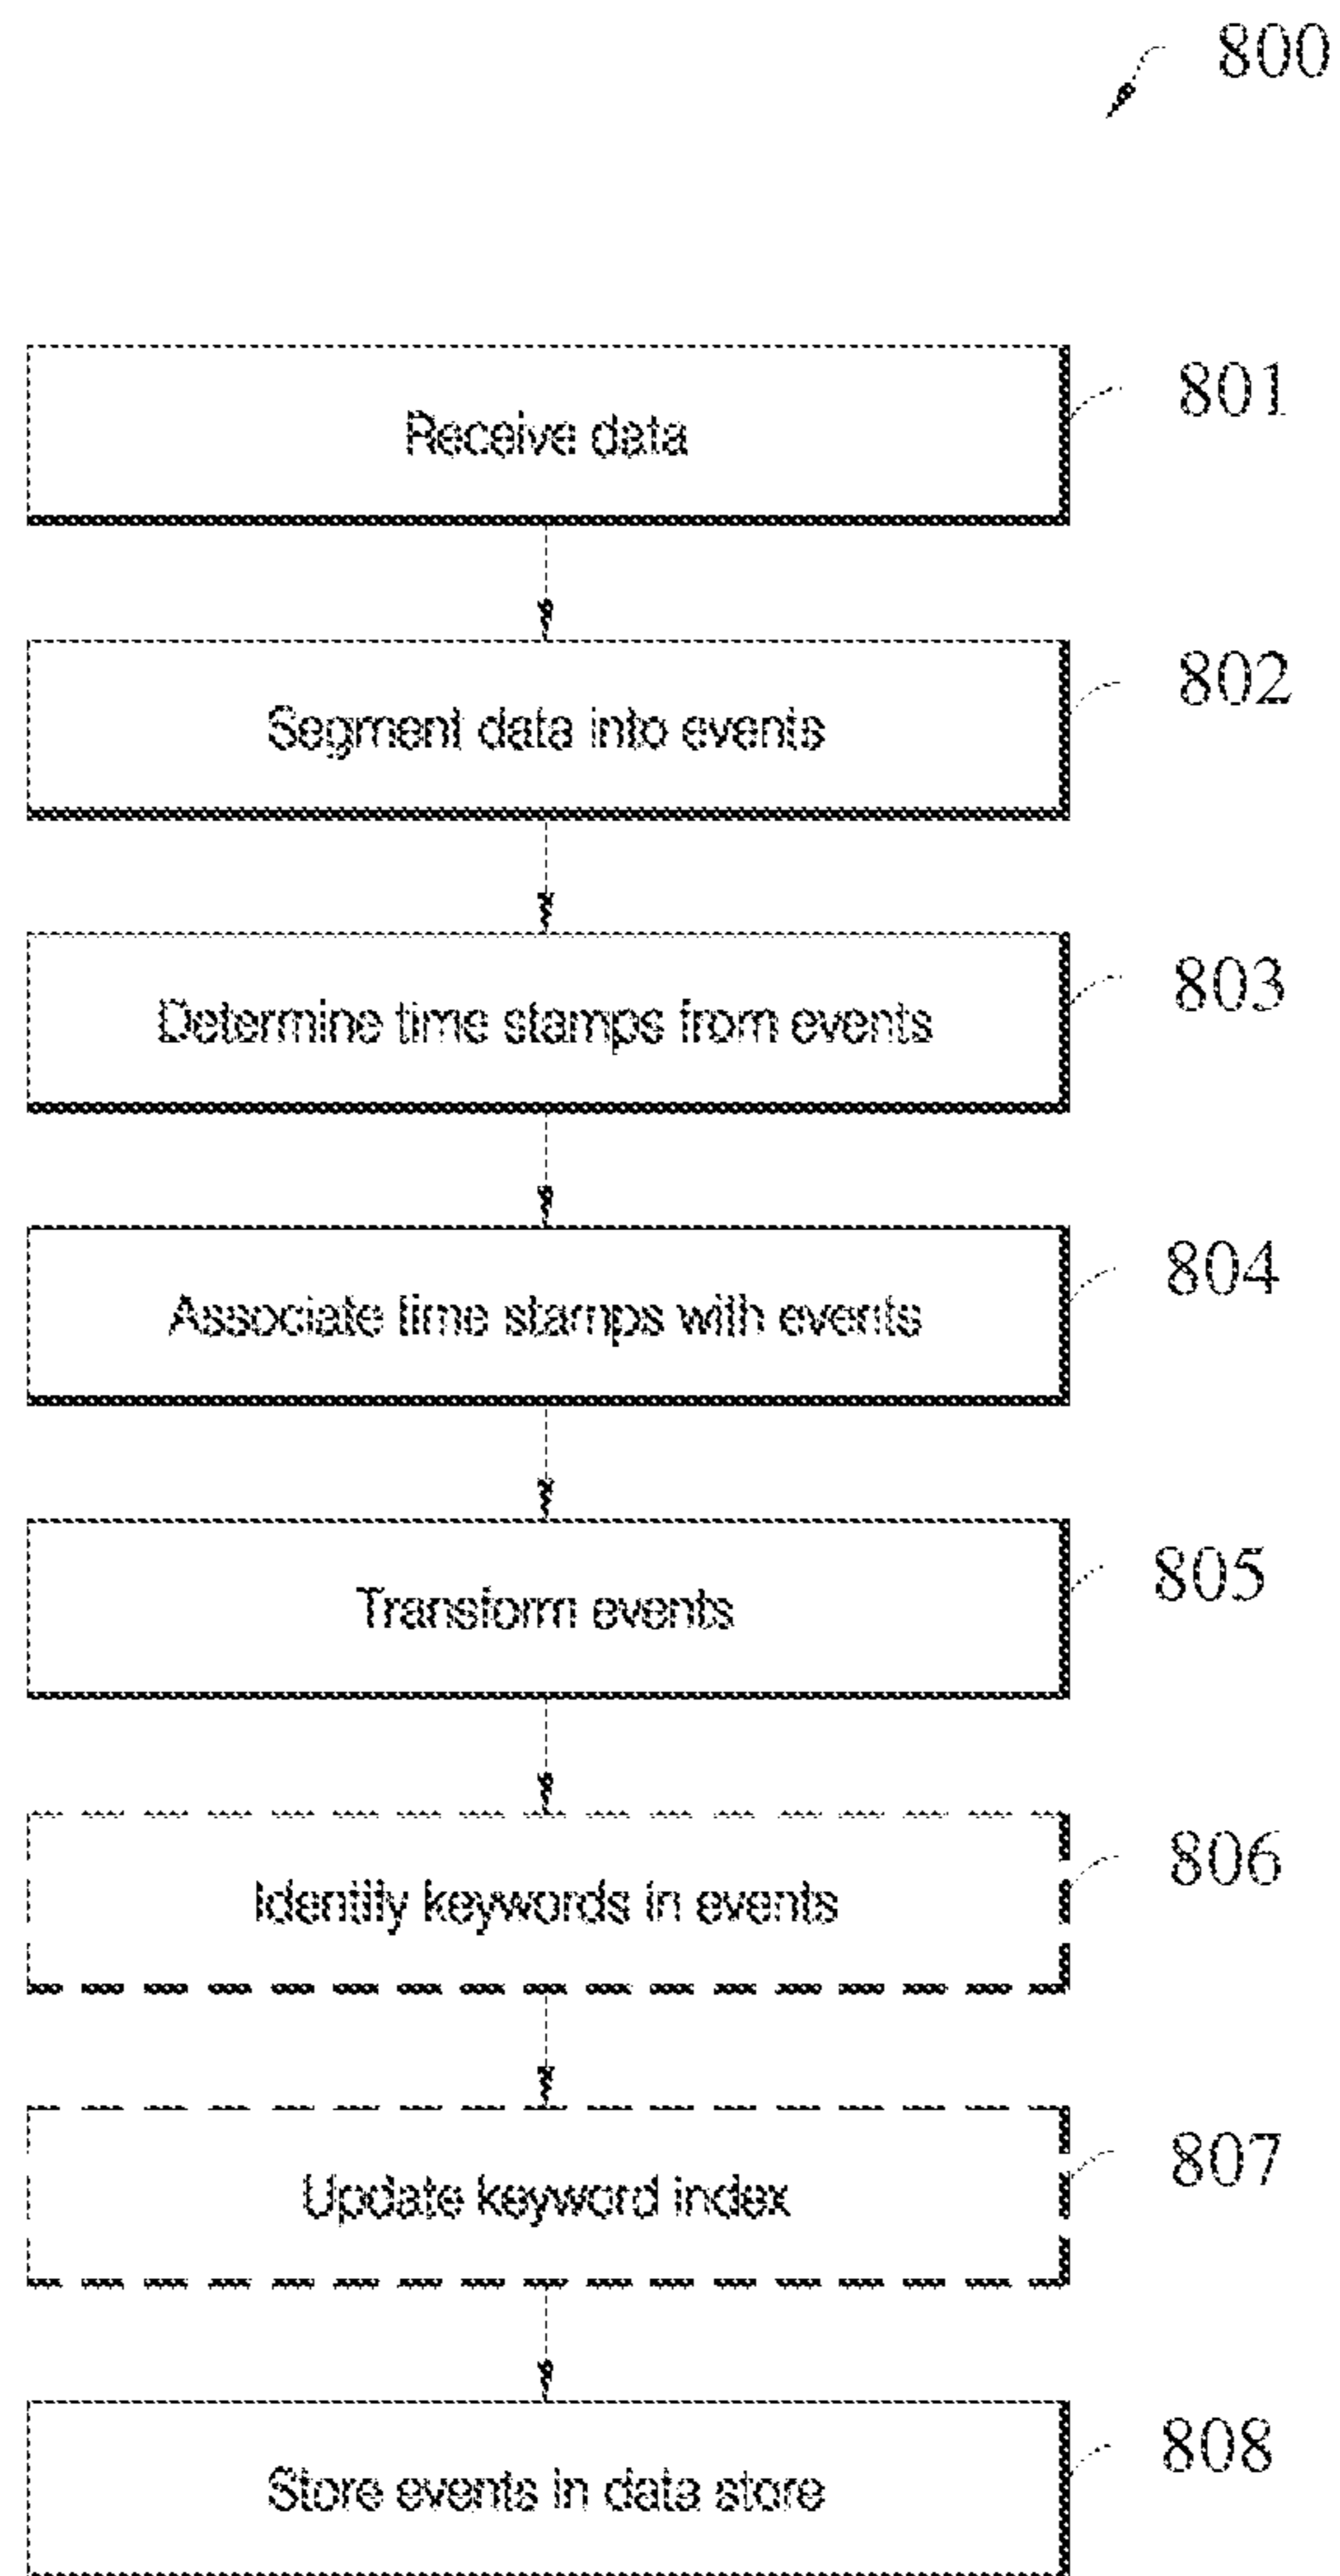 800
Receive data
801
Segment data into events
802
Determine time stamps from events
803
Associate time stamps with events
804
Transform events
805
Identify keywords in events
806
Update keyword index
807
Store events in data store
808